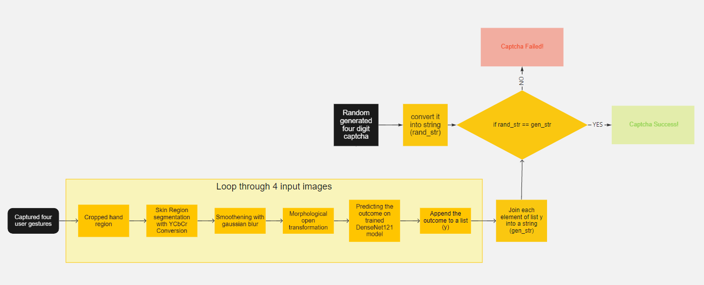 Captcha Failed!
NO
Random
generated
four digit
captcha
convert it
into string
(rand_str)
if rand_str == gen_str
YES
Captcha Success!
Loop through 4 input images
Captured four
user gestures
Cropped hand
region
Skin Region
segmentation
with YCbCr
Conversion
Smoothening with
gaussian blur
Morphological
open
transformation
Predicting the
outcome on
trained
DenseNet121
model
Append the
outcome to a list
(y)
Join each
element of list y
into a string
(gen_str)